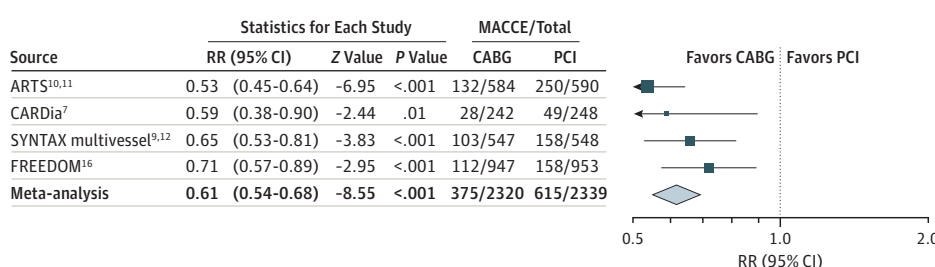 Statistics for Each Study MACCE/Total
Source RR (95% CI) Z Value P Value CABG PCI Favors CABG Favors PCI
ARTS10,11 0.53 (0.45-0.64) -6.95 <.001 132/584 250/590
CARDia7 0.59 (0.38-0.90) -2.44 .01 28/242 49/248
SYNTAX multivessel9,12 0.65 (0.53-0.81) -3.83 <.001 103/547 158/548
FREEDOM16 0.71 (0.57-0.89) -2.95 <.001 112/947 158/953
Meta-analysis 0.61 (0.54-0.68) -8.55 <.001 375/2320 615/2339
0.5 1.0 2.0
RR (95% CI)